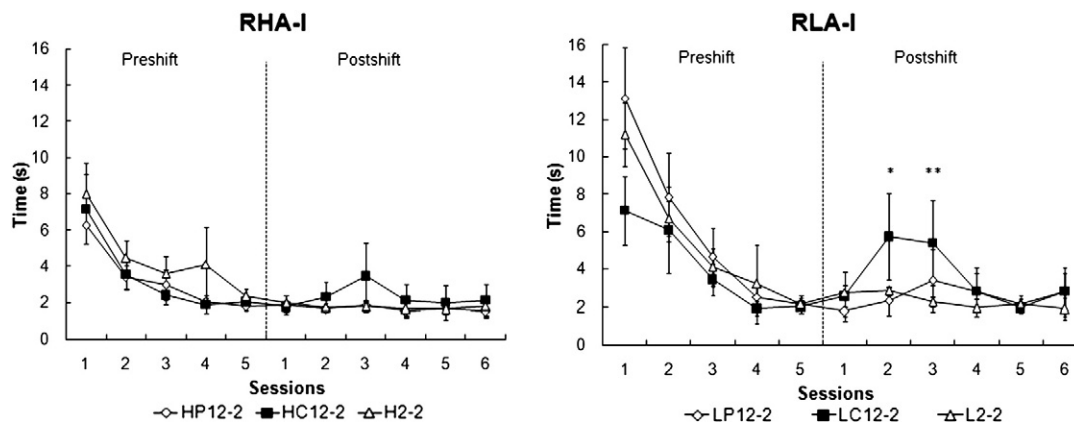 RHA-I
16
14
12
10
8
6
4
2
0
Time (s)
Preshift
Postshift
1 2 3 4 5 1 2 3 4 5 6
Sessions
HP12-2 HC12-2 H2-2
RLA-I
16
14
12
10
8
6
4
2
0
Time (s)
Preshift
Postshift
* **
1 2 3 4 5 1 2 3 4 5 6
Sessions
LP12-2 LC12-2 L2-2